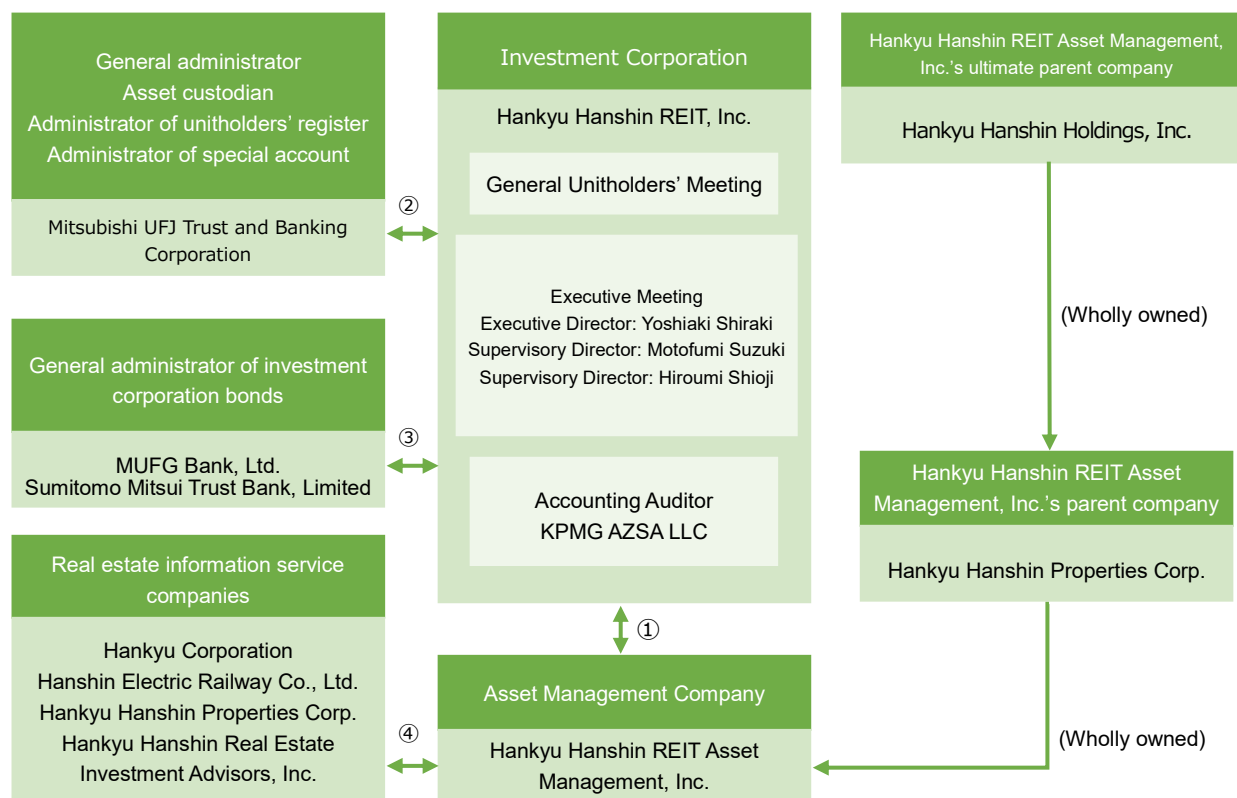 General administrator
Asset custodian
Administrator of unitholders' register
Administrator of special account
Mitsubishi UFJ Trust and Banking
Corporation
②
General administrator of investment
corporation bonds
MUFG Bank, Ltd.
Sumitomo Mitsui Trust Bank, Limited
③
Real estate information service
companies
Hankyu Corporation
Hanshin Electric Railway Co., Ltd.
Hankyu Hanshin Properties Corp.
Hankyu Hanshin Real Estate
Investment Advisors, Inc.
④
Investment Corporation
Hankyu Hanshin REIT, Inc.
General Unitholders' Meeting
Executive Meeting
Executive Director: Yoshiaki Shiraki
Supervisory Director: Motofumi Suzuki
Supervisory Director: Hiroumi Shioji
Accounting Auditor
KPMG AZSA LLC
①
Asset Management Company
Hankyu Hanshin REIT Asset
Management, Inc.
Hankyu Hanshin REIT Asset Management,
Inc.'s ultimate parent company
Hankyu Hanshin Holdings, Inc.
(Wholly owned)
Hankyu Hanshin REIT Asset
Management, Inc.'s parent company
Hankyu Hanshin Properties Corp.
(Wholly owned)